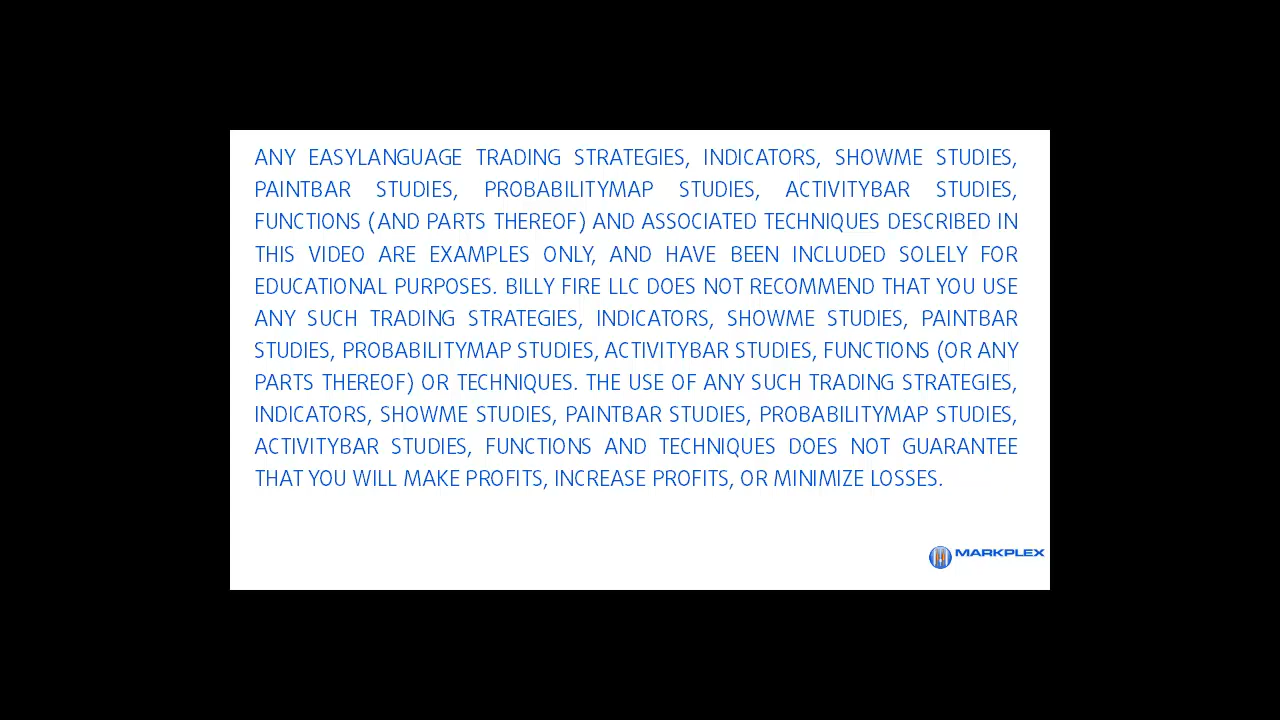 ANY EASYLANGUAGE TRADING STRATEGIES, INDICATORS, SHOWME STUDIES,
PAINTBAR STUDIES, PROBABILITYMAP STUDIES, ACTIVITYBAR STUDIES,
FUNCTIONS (AND PARTS THEREOF) AND ASSOCIATED TECHNIQUES DESCRIBED IN
THIS VIDEO ARE EXAMPLES ONLY, AND HAVE BEEN INCLUDED SOLELY FOR
EDUCATIONAL PURPOSES. BILLY FIRE LLC DOES NOT RECOMMEND THAT YOU USE
ANY SUCH TRADING STRATEGIES, INDICATORS, SHOWME STUDIES, PAINTBAR
STUDIES, PROBABILITYMAP STUDIES, ACTIVITYBAR STUDIES, FUNCTIONS (OR ANY
PARTS THEREOF) OR TECHNIQUES. THE USE OF ANY SUCH TRADING STRATEGIES,
INDICATORS, SHOWME STUDIES, PAINTBAR STUDIES, PROBABILITYMAP STUDIES,
ACTIVITYBAR STUDIES, FUNCTIONS AND TECHNIQUES DOES NOT GUARANTEE
THAT YOU WILL MAKE PROFITS, INCREASE PROFITS, OR MINIMIZE LOSSES.
MARKPLEX